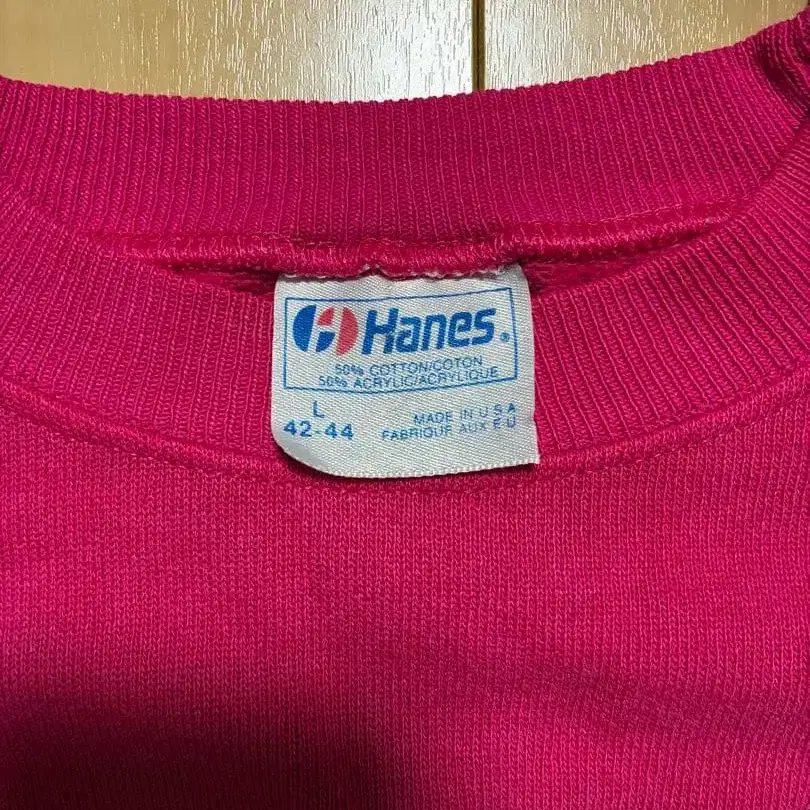 Hanes®
50% COTTON/COTON
50% ACRYLIC/ACRYLIQUE
L
42-44
MADE IN U S A
FABRIQUE AUX E U